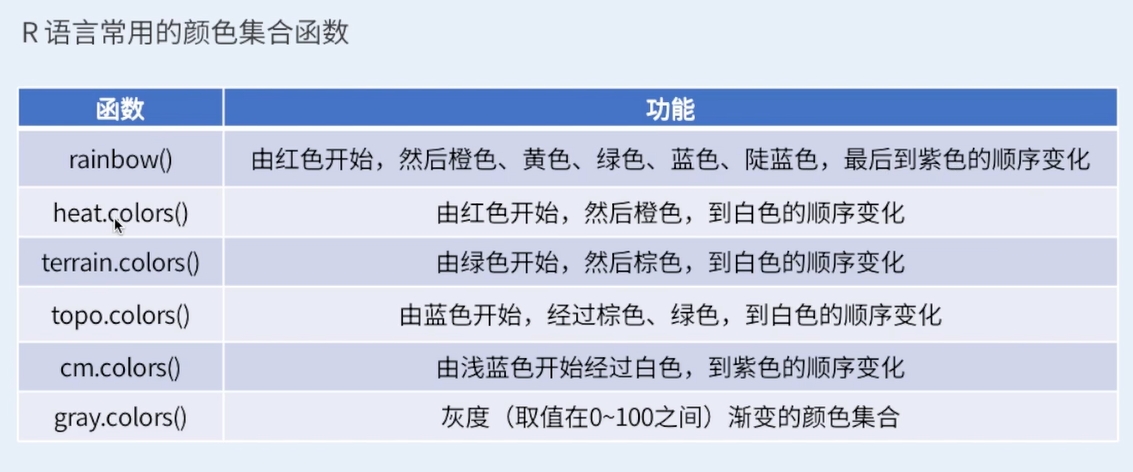 R 语言常用的颜色集合函数
函数 功能
rainbow() 由红色开始，然后橙色、黄色、绿色、蓝色、陡蓝色，最后到紫色的顺序变化
heat.colors() 由红色开始，然后橙色，到白色的顺序变化
terrain.colors() 由绿色开始，然后棕色，到白色的顺序变化
topo.colors() 由蓝色开始，经过棕色、绿色，到白色的顺序变化
cm.colors() 由浅蓝色开始经过白色，到紫色的顺序变化
gray.colors() 灰度（取值在0~100之间）渐变的颜色集合